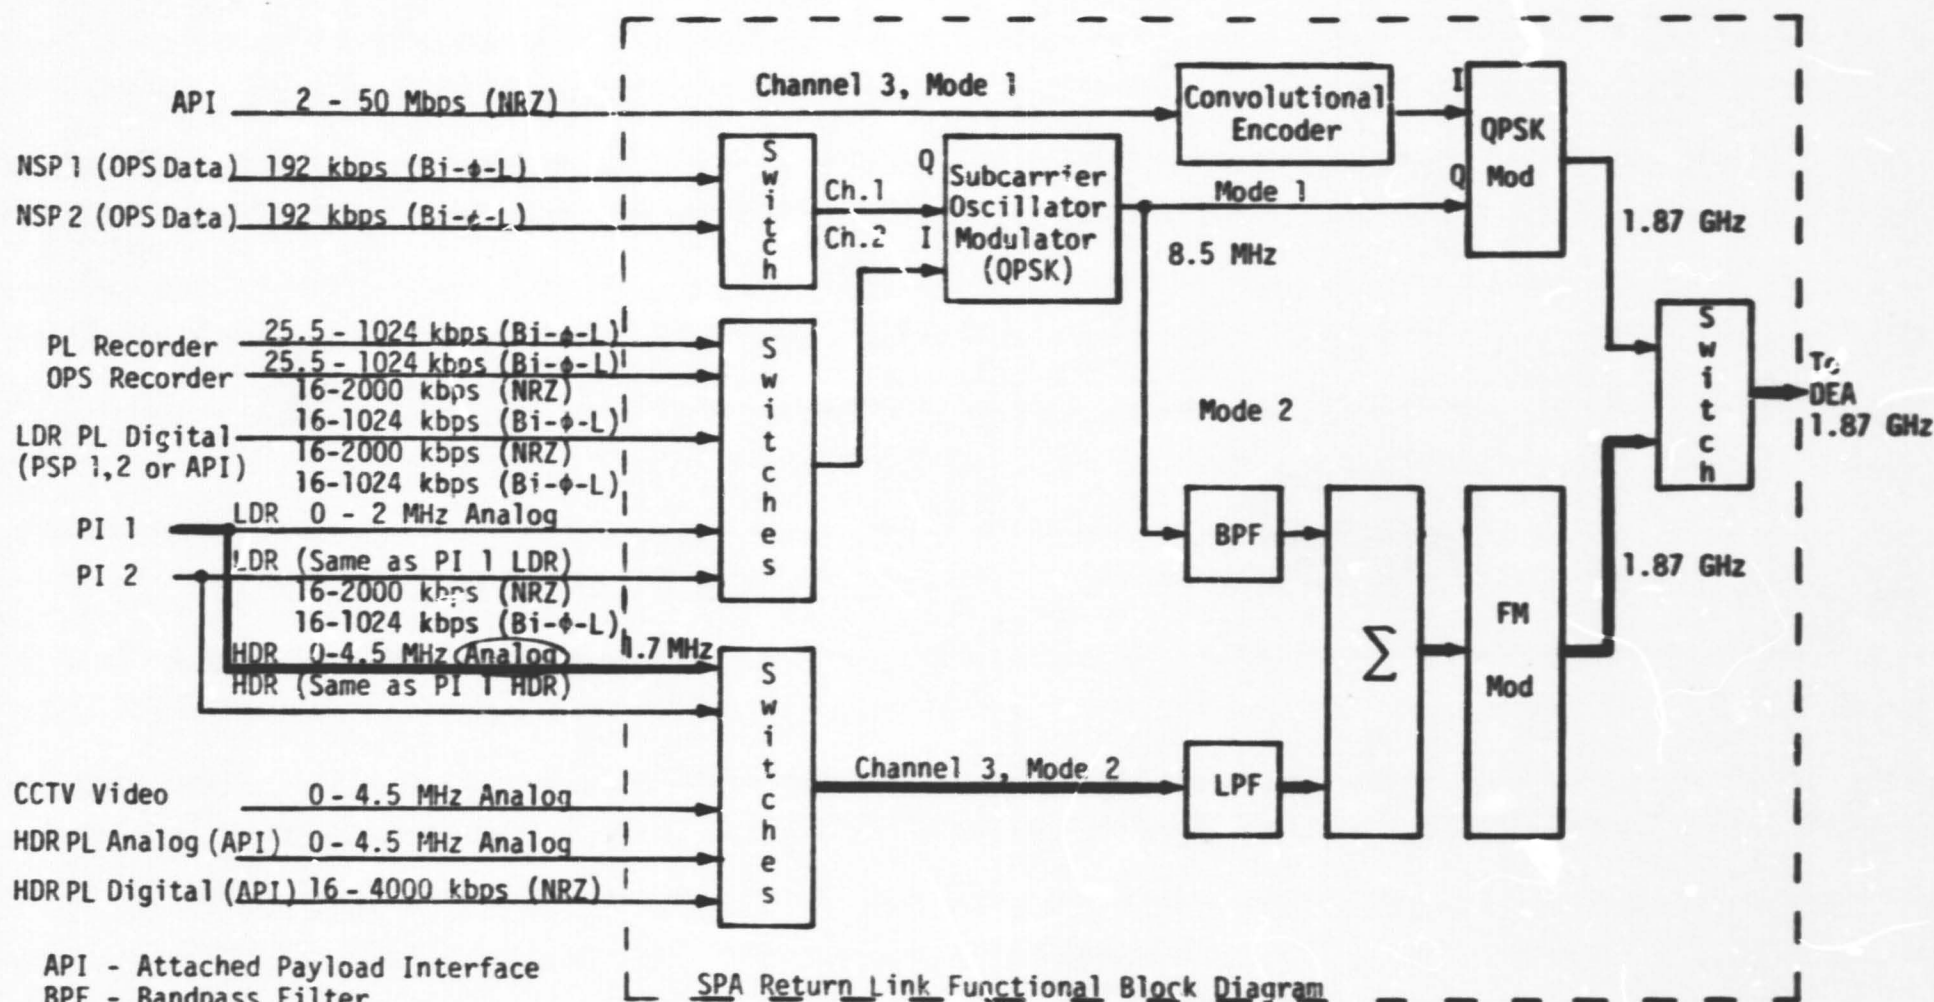 Channel 3, Mode 1
API 2 - 50 Mbps (NRZ)
Convolutional Encoder
I
Q
QPSK Mod
NSP 1 (OPS Data) 192 kbps (Bi-ɸ-L)
NSP 2 (OPS Data) 192 kbps (Bi-ɸ-L)
Switch
Ch.1
Ch.2
Q
I
Subcarrier Oscillator Modulator (QPSK)
Mode 1
8.5 MHz
1.87 GHz
PL Recorder 25.5 - 1024 kbps (Bi-ɸ-L)
OPS Recorder 25.5 - 1024 kbps (Bi-ɸ-L)
16-2000 kbps (NRZ)
LDR PL Digital 16-1024 kbps (Bi-ɸ-L)
(PSP 1,2 or API) 16-2000 kbps (NRZ)
16-1024 kbps (Bi-ɸ-L)
PI 1 LDR 0 - 2 MHz Analog
PI 2 LDR (Same as PI 1 LDR)
16-2000 kbps (NRZ)
16-1024 kbps (Bi-ɸ-L)
HDR 0-4.5 MHz Analog
.7 MHz
HDR (Same as PI 1 HDR)
Switches
Switches
Mode 2
BPF
Σ
FM Mod
1.87 GHz
Switch
To DEA
1.87 GHz
CCTV Video 0 - 4.5 MHz Analog
HDR PL Analog (API) 0 - 4.5 MHz Analog
HDR PL Digital (API) 16 - 4000 kbps (NRZ)
Channel 3, Mode 2
LPF
API - Attached Payload Interface
BPF - Bandpass Filter
SPA Return Link Functional Block Diagram